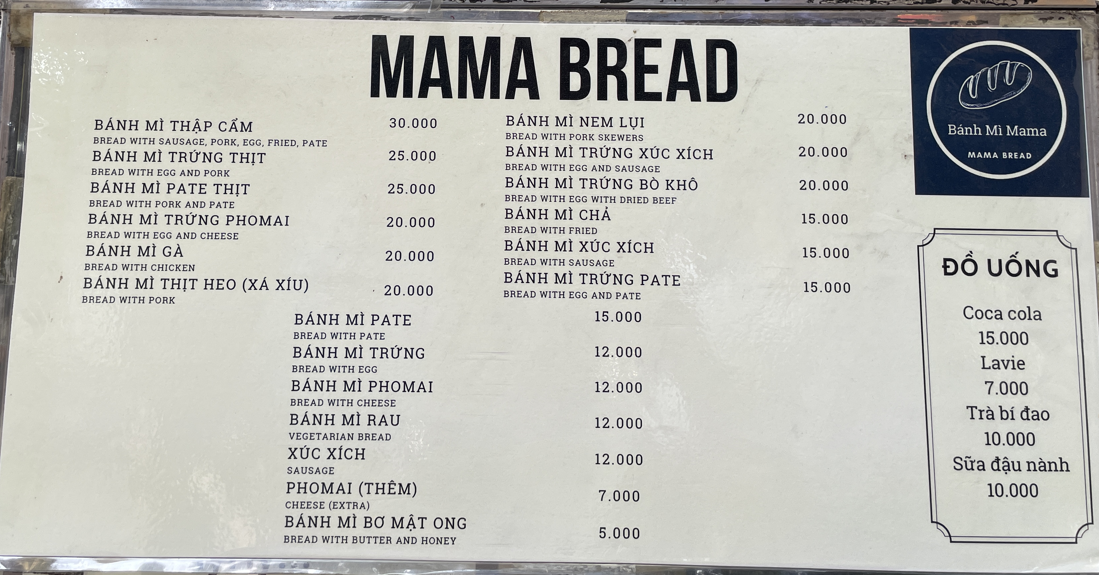 MAMA BREAD
BÁNH MÌ THẬP CẨM 30.000
BREAD WITH SAUSAGE, PORK, EGG, FRIED, PATE
BÁNH MÌ TRỨNG THỊT 25.000
BREAD WITH EGG AND PORK
BÁNH MÌ PATE THỊT 25.000
BREAD WITH PORK AND PATE
BÁNH MÌ TRỨNG PHOMAI 20.000
BREAD WITH EGG AND CHEESE
BÁNH MÌ GÀ 20.000
BREAD WITH CHICKEN
BÁNH MÌ THỊT HEO (XÁ XÍU) 20.000
BREAD WITH PORK
BÁNH MÌ NEM LỤI 20.000
BREAD WITH PORK SKEWERS
BÁNH MÌ TRỨNG XÚC XÍCH 20.000
BREAD WITH EGG AND SAUSAGE
BÁNH MÌ TRỨNG BÒ KHÔ 20.000
BREAD WITH EGG WITH DRIED BEEF
BÁNH MÌ CHẢ 15.000
BREAD WITH FRIED
BÁNH MÌ XÚC XÍCH 15.000
BREAD WITH SAUSAGE
BÁNH MÌ TRỨNG PATE 15.000
BREAD WITH EGG AND PATE
BÁNH MÌ PATE 15.000
BREAD WITH PATE
BÁNH MÌ TRỨNG 12.000
BREAD WITH EGG
BÁNH MÌ PHOMAI 12.000
BREAD WITH CHEESE
BÁNH MÌ RAU 12.000
VEGETARIAN BREAD
XÚC XÍCH 12.000
SAUSAGE
PHOMAI (THÊM) 7.000
CHEESE (EXTRA)
BÁNH MÌ BƠ MẬT ONG 5.000
BREAD WITH BUTTER AND HONEY
Bánh Mì Mama
MAMA BREAD
ĐỒ UỐNG
Coca cola
15.000
Lavie
7.000
Trà bí đao
10.000
Sữa đậu nành
10.000